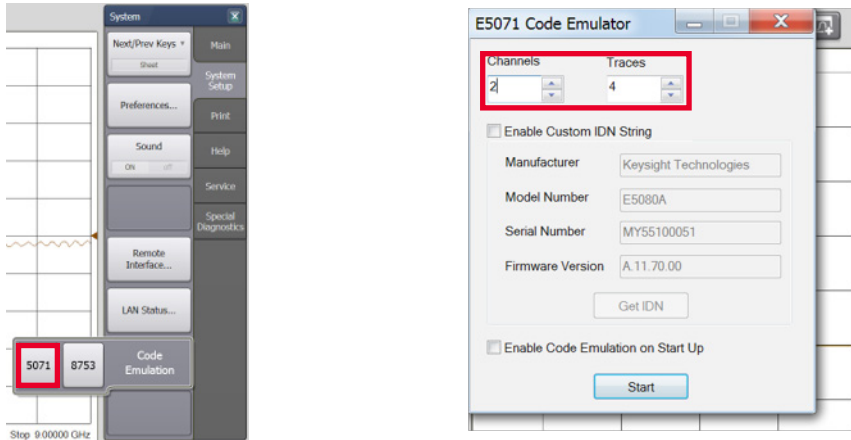 System
Next/Prev Keys
Sheet
Main
System
Setup
Preferences...
Print
Sound
ON off
Help
Service
Special
Diagnostics
Remote
Interface...
LAN Status...
5071 8753 Code
Emulation
Stop 9.00000 GHz
E5071 Code Emulator
Channels Traces
2 4
Enable Custom IDN String
Manufacturer Keysight Technologies
Model Number E5080A
Serial Number MY55100051
Firmware Version A.11.70.00
Get IDN
Enable Code Emulation on Start Up
Start